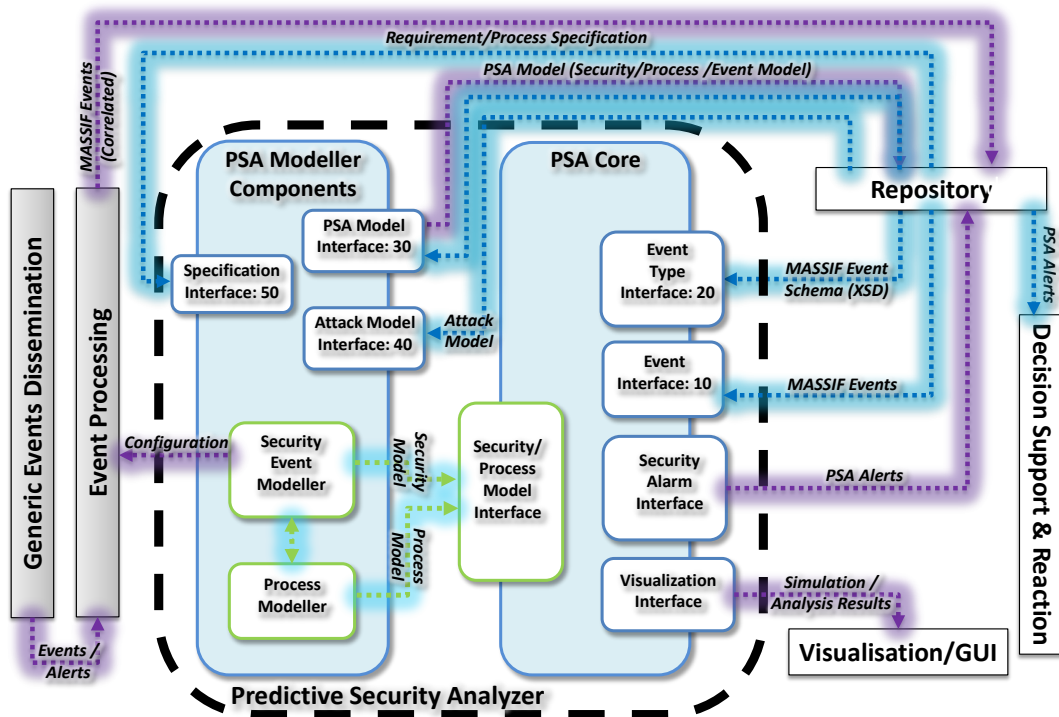 Requirement/Process Specification
PSA Model (Security/Process /Event Model)
MASSIF Events
(Correlated)
PSA Modeller
Components
PSA Core
Repository
PSA Model
Interface: 30
Specification
Interface: 50
Attack Model
Interface: 40
Attack
Model
Event
Type
Interface: 20
MASSIF Event
Schema (XSD)
PSA Alerts
Event
Interface: 10
MASSIF Events
Generic Events Dissemination
Event Processing
Configuration
Security
Event
Modeller
Security
Model
Security/
Process
Model
Interface
Security
Alarm
Interface
PSA Alerts
Decision Support & Reaction
Process
Modeller
Process
Model
Visualization
Interface
Simulation /
Analysis Results
Visualisation/GUI
Events /
Alerts
Predictive Security Analyzer